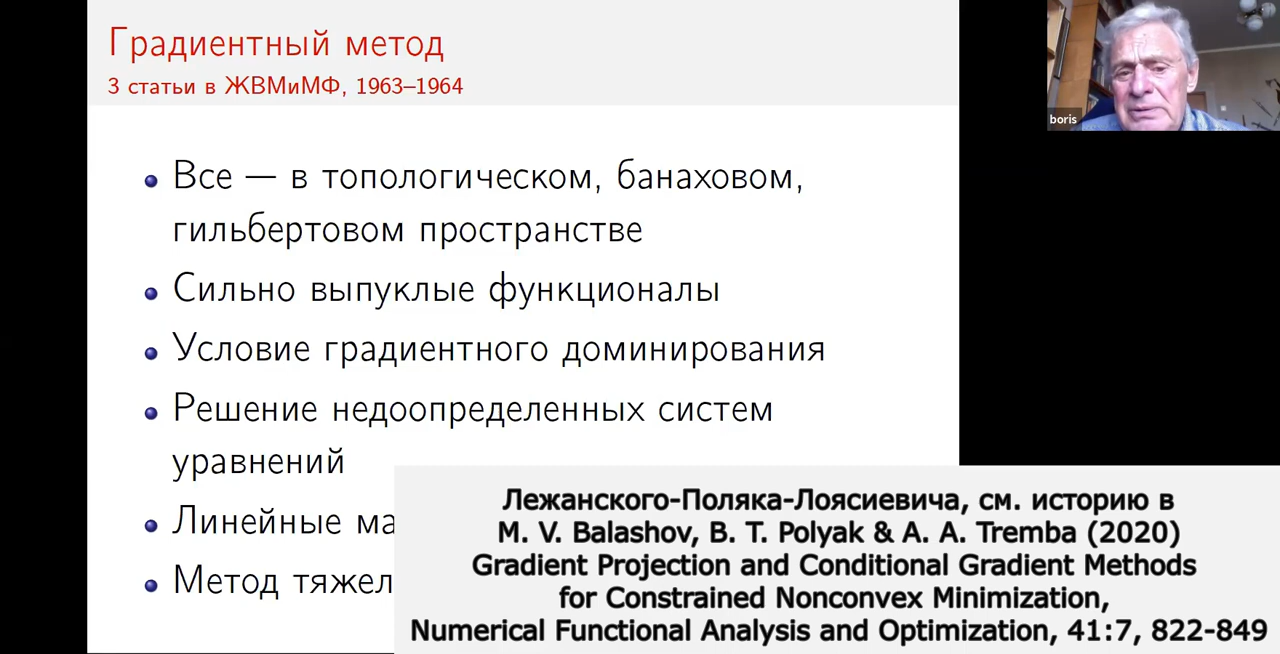 Градиентный метод
3 статьи в ЖВМиМФ, 1963–1964
Все — в топологическом, банаховом,
гильбертовом пространстве
Сильно выпуклые функционалы
Условие градиентного доминирования
Решение недоопределенных систем
уравнений
Линейные ма
Метод тяжел
Лежанского-Поляка-Лоясиевича, см. историю в
M. V. Balashov, B. T. Polyak & A. A. Tremba (2020)
Gradient Projection and Conditional Gradient Methods
for Constrained Nonconvex Minimization,
Numerical Functional Analysis and Optimization, 41:7, 822-849
boris